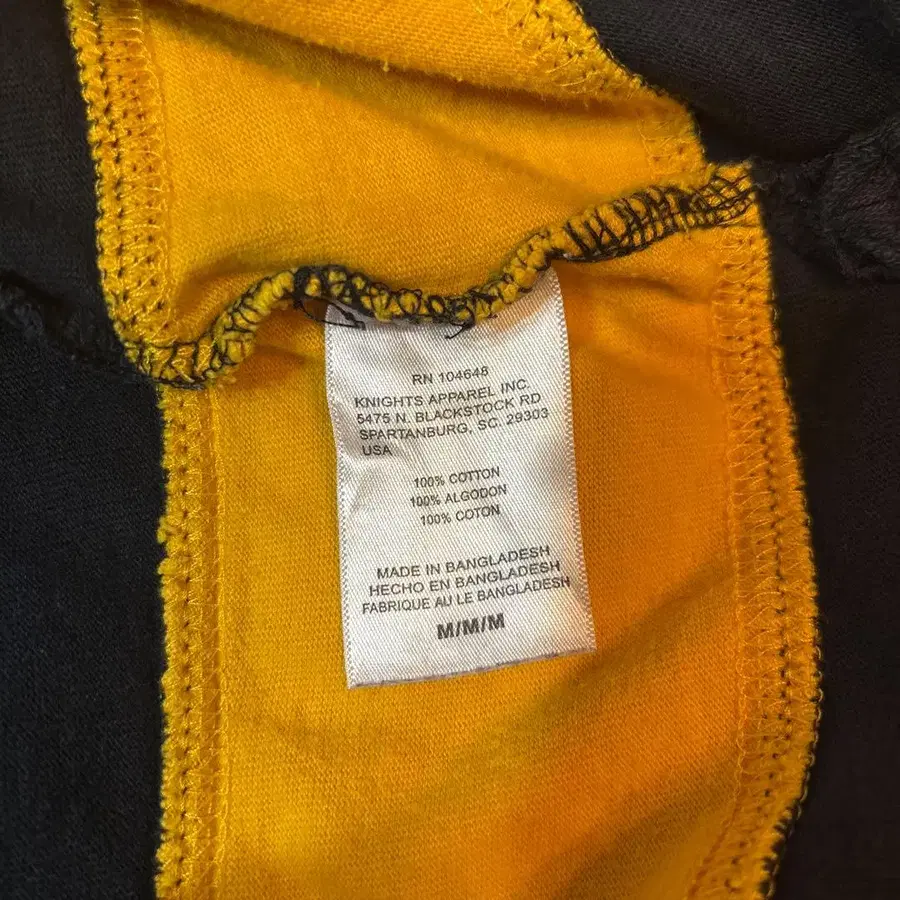 RN 104648
KNIGHTS APPAREL INC.
5475 N. BLACKSTOCK RD
SPARTANBURG, SC. 29303
USA
100% COTTON
100% ALGODON
100% COTON
MADE IN BANGLADESH
HECHO EN BANGLADESH
FABRIQUE AU LE BANGLADESH
M/M/M